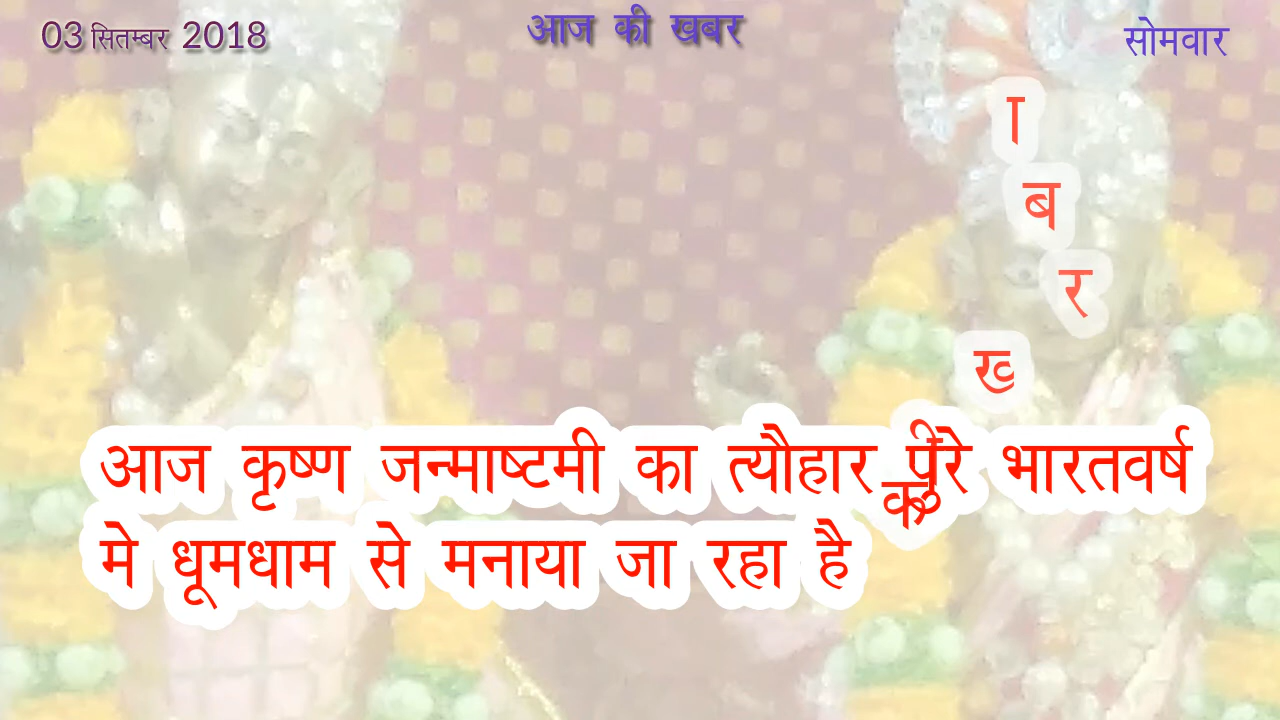 03 सितम्बर 2018
आज की खबर
सोमवार
ा
ब
र
ख
आज कृष्ण जन्माष्टमी का त्यौहार पुरे भारतवर्ष
की
मे धूमधाम से मनाया जा रहा है